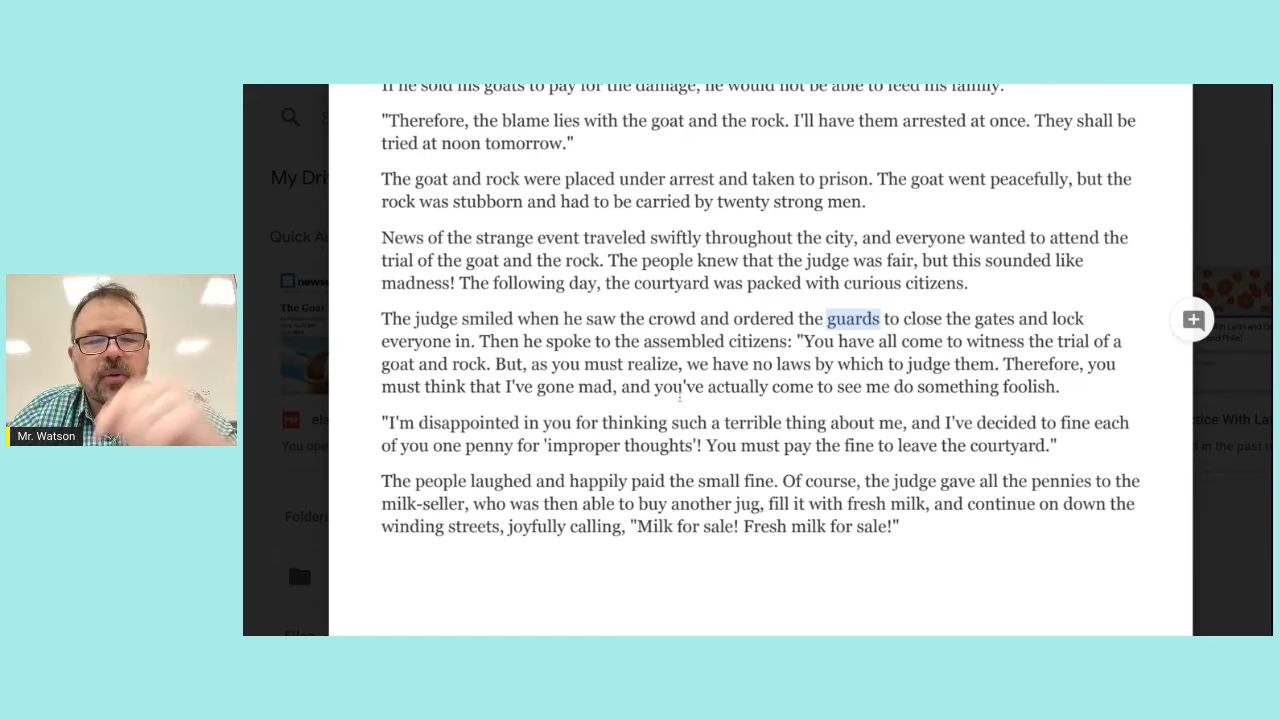 If he sold his goats to pay for the damage, he would not be able to feed his family.
"Therefore, the blame lies with the goat and the rock. I'll have them arrested at once. They shall be
tried at noon tomorrow."
The goat and rock were placed under arrest and taken to prison. The goat went peacefully, but the
rock was stubborn and had to be carried by twenty strong men.
News of the strange event traveled swiftly throughout the city, and everyone wanted to attend the
trial of the goat and the rock. The people knew that the judge was fair, but this sounded like
madness! The following day, the courtyard was packed with curious citizens.
The judge smiled when he saw the crowd and ordered the guards to close the gates and lock
everyone in. Then he spoke to the assembled citizens: "You have all come to witness the trial of a
goat and rock. But, as you must realize, we have no laws by which to judge them. Therefore, you
must think that I've gone mad, and you've actually come to see me do something foolish.
"I'm disappointed in you for thinking such a terrible thing about me, and I've decided to fine each
of you one penny for 'improper thoughts'! You must pay the fine to leave the courtyard."
The people laughed and happily paid the small fine. Of course, the judge gave all the pennies to the
milk-seller, who was then able to buy another jug, fill it with fresh milk, and continue on down the
winding streets, joyfully calling, "Milk for sale! Fresh milk for sale!"
My Dri
Quick A
newse
The Goat
ele
You open
Folders
Files
in the past m
Mr. Watson